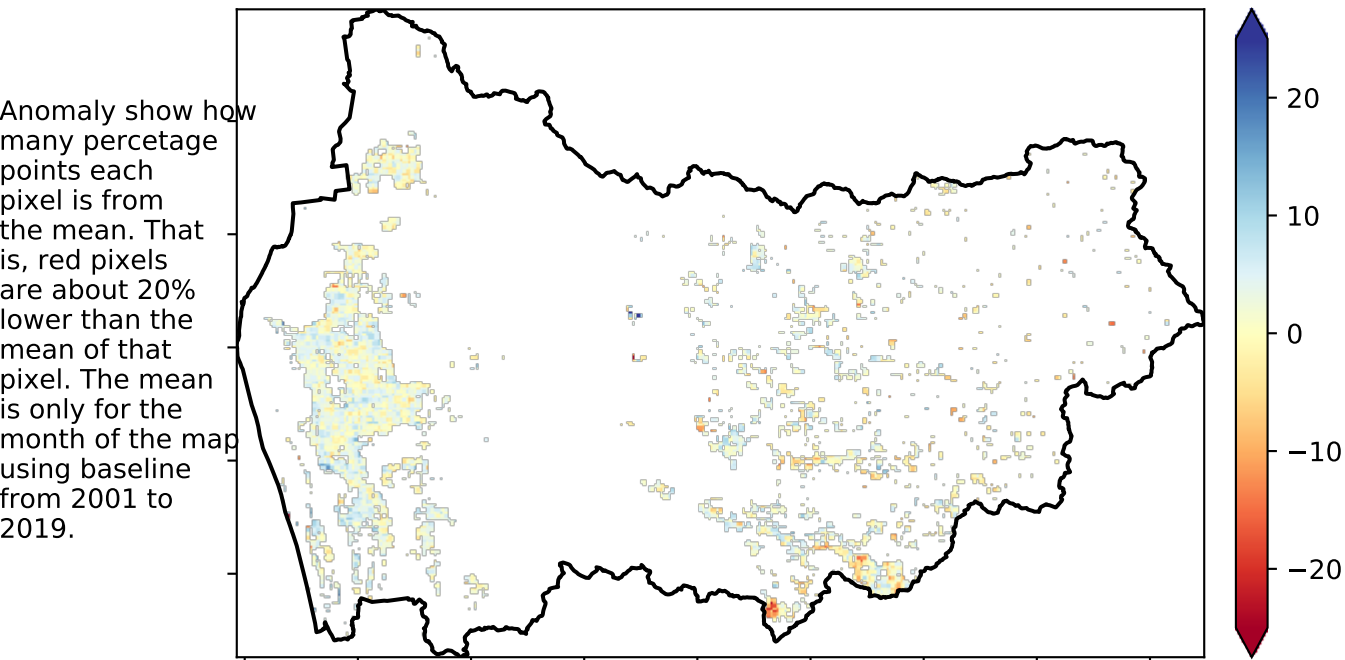 Anomaly show how
many percetage
points each
pixel is from
the mean. That
is, red pixels
are about 20%
lower than the
mean of that
pixel. The mean
is only for the
month of the map
using baseline
from 2001 to
2019.
20
10
0
−10
−20